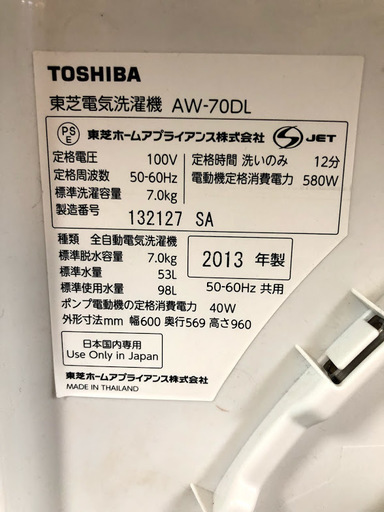 TOSHIBA
東芝電気洗濯機 AW-70DL
PS E 東芝ホームアプライアンス株式会社 S JET
定格電圧 100V 定格時間 洗いのみ 12分
定格周波数 50-60Hz 電動機定格消費電力 580W
標準洗濯容量 7.0kg
製造番号 132127 SA
種類 全自動電気洗濯機
標準脱水容量 7.0kg 2013 年製
標準水量 53L
標準使用水量 98L 50-60Hz 共用
ポンプ電動機の定格消費電力 40W
外形寸法mm 幅600 奥行569 高さ960
日本国内専用
Use Only in Japan
東芝ホームアプライアンス株式会社
MADE IN THAILAND